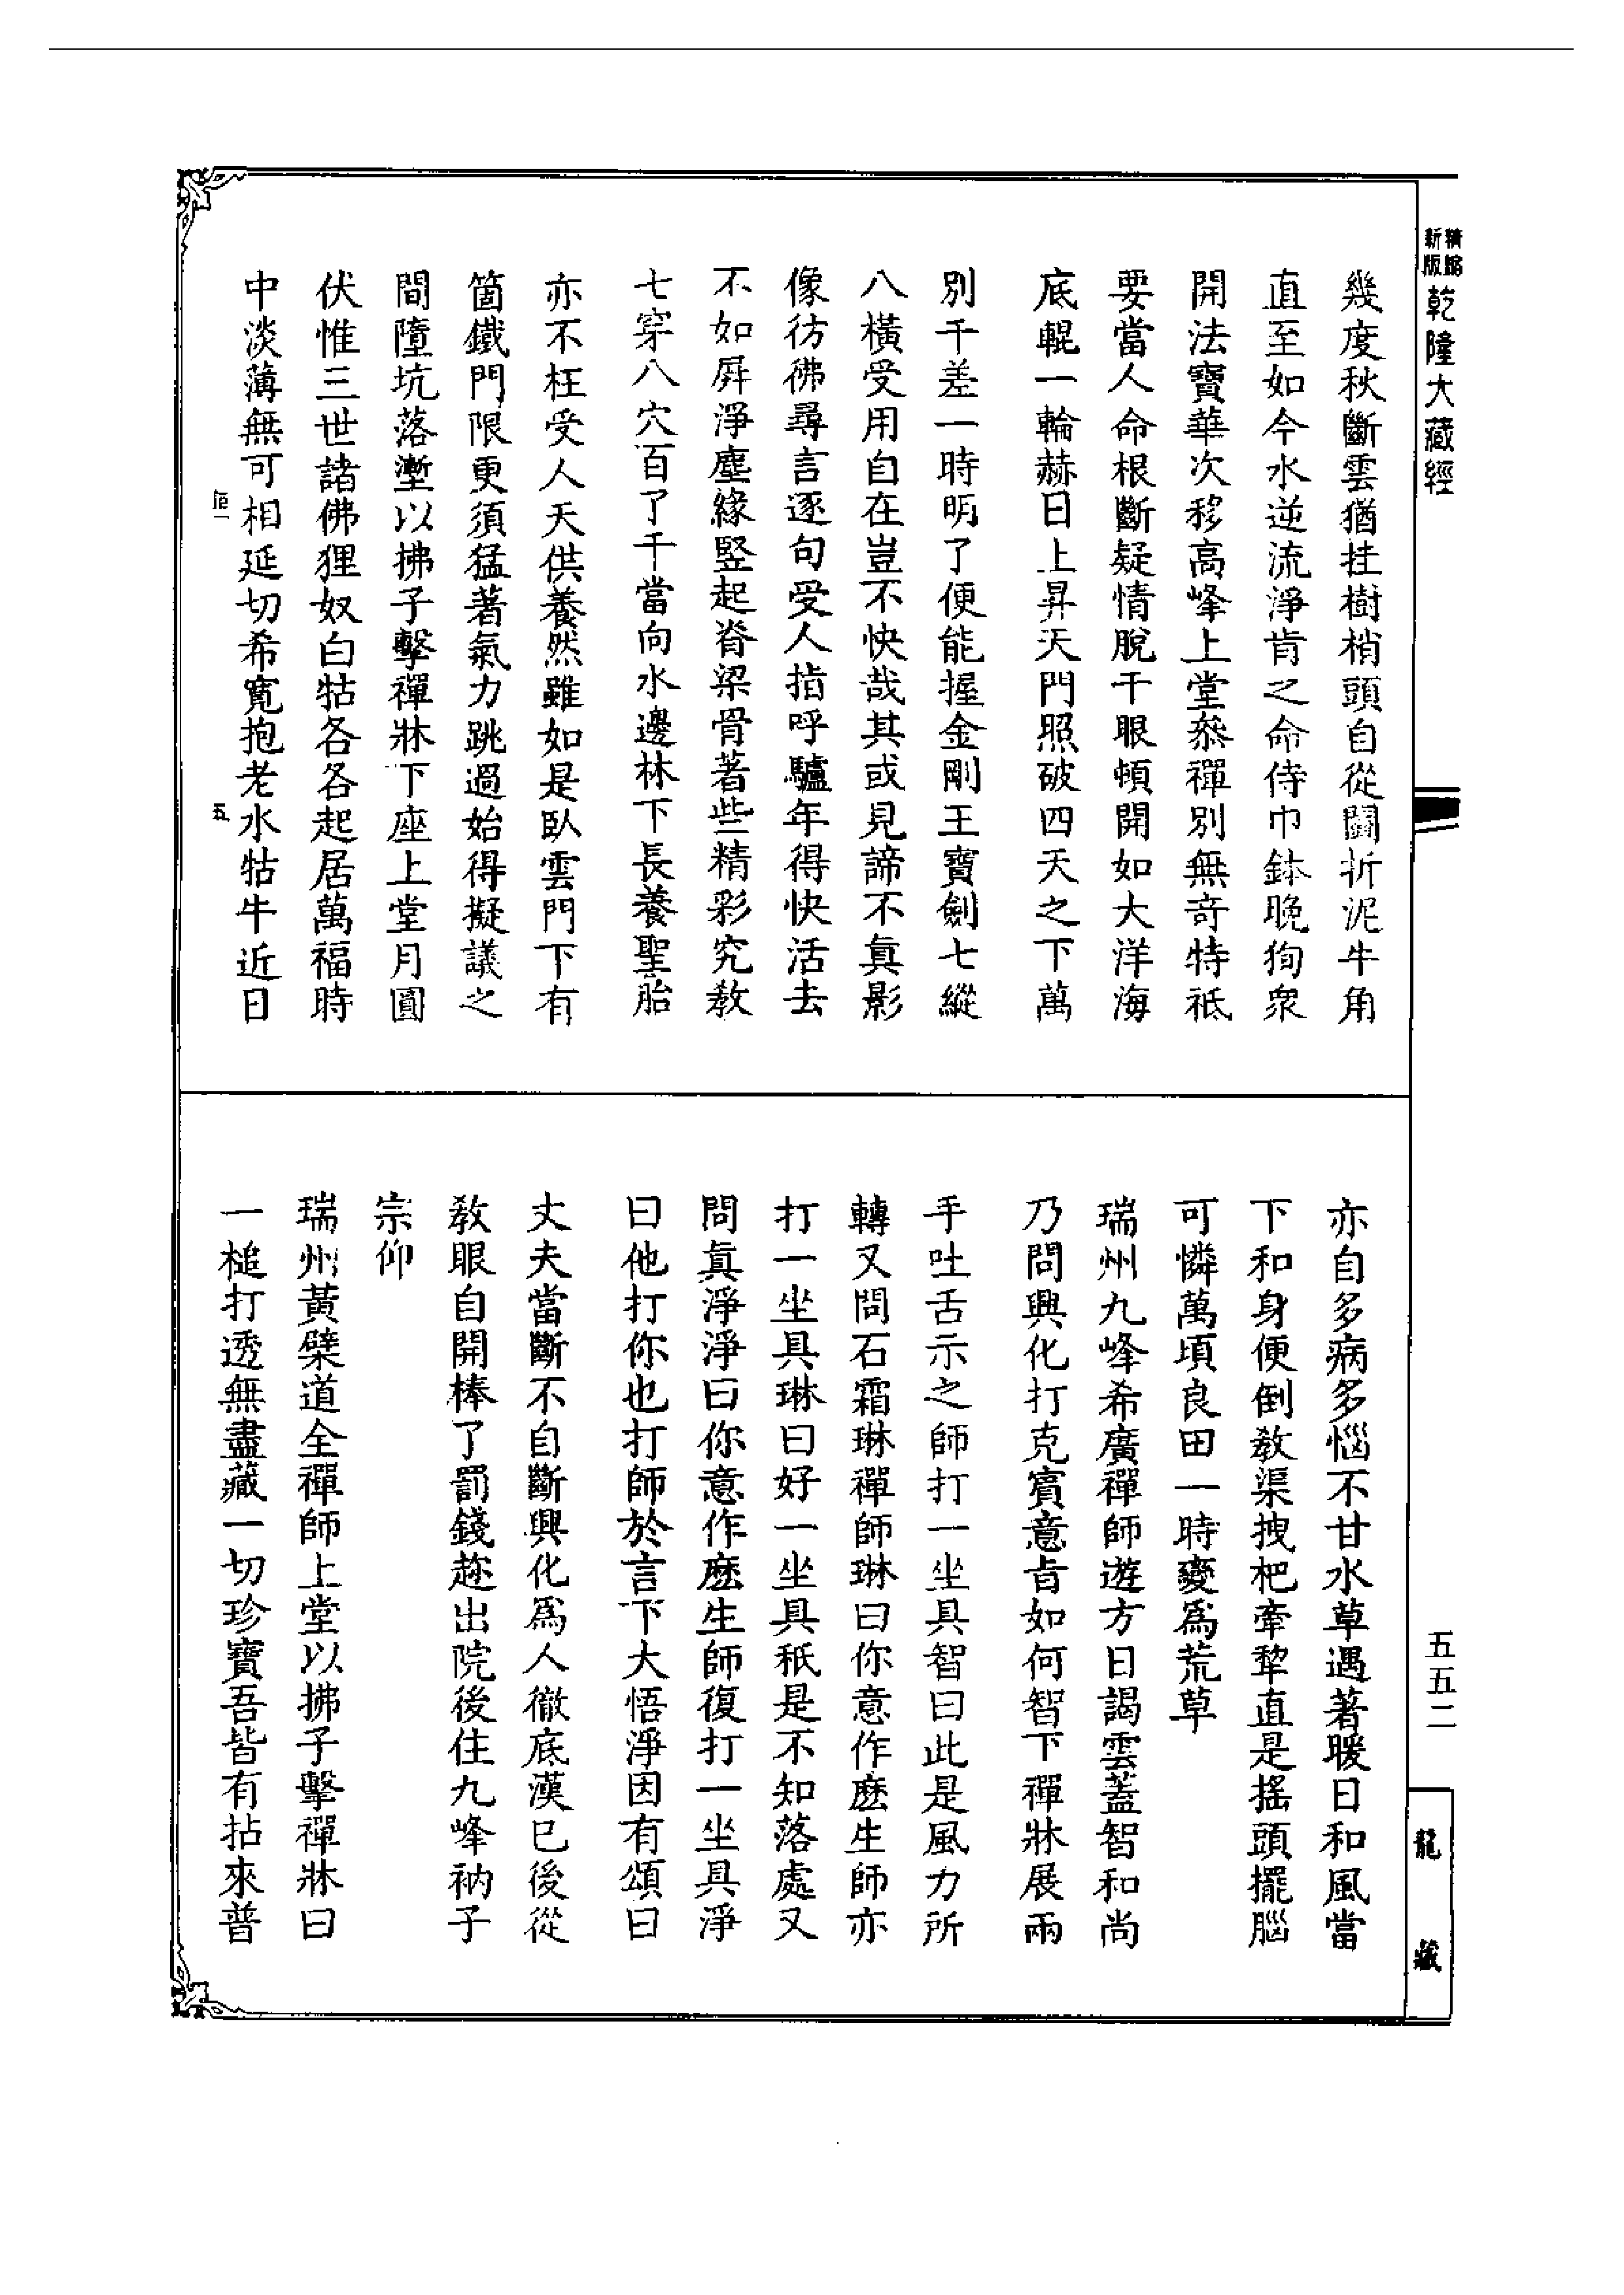 精縮
新版
乾隆大藏經
幾度秋斷雲猶挂樹梢頭自從鬬折泥牛角
直至如今水逆流淨肯之命侍巾鉢晚徇衆
開法寶華次移高峰上堂叅禪別無奇特祇
要當人命根斷疑情脫千眼頓開如大洋海
底輥一輪赫日上昇天門照破四天之下萬
別千差一時明了便能握金剛王寶劍七縱
八橫受用自在豈不快哉其或見諦不眞影
像彷彿尋言逐句受人指呼驢年得快活去
不如屏淨塵緣竪起脊梁骨著些精彩究教
七穿八穴百了千當向水邊林下長養聖胎
亦不枉受人天供養然雖如是臥雲門下有
箇鐵門限更須猛著氣力跳過始得擬議之
間墮坑落壍以拂子擊禪牀下座上堂月圓
伏惟三世諸佛狸奴白牯各各起居萬福時
中淡薄無可相延切希寬抱老水牯牛近日
五
亦自多病多惱不甘水草遇著暖日和風當
下和身便倒教渠拽杷牽犂直是搖頭擺腦
可憐萬頃良田一時變爲荒草
瑞州九峰希廣禪師遊方日謁雲蓋智和尚
乃問興化打克賓意旨如何智下禪牀展兩
手吐舌示之師打一坐具智曰此是風力所
轉又問石霜琳禪師琳曰你意作麽生師亦
打一坐具琳曰好一坐具秖是不知落處又
問眞淨淨曰你意作麽生師復打一坐具淨
曰他打你也打師於言下大悟淨因有頌曰
丈夫當斷不自斷興化爲人徹底漢已後從
教眼自開棒了罰錢趂出院後住九峰衲子
宗仰
瑞州黃檗道全禪師上堂以拂子擊禪牀曰
一槌打透無盡藏一切珍寶吾皆有拈來普
五五二
龍藏